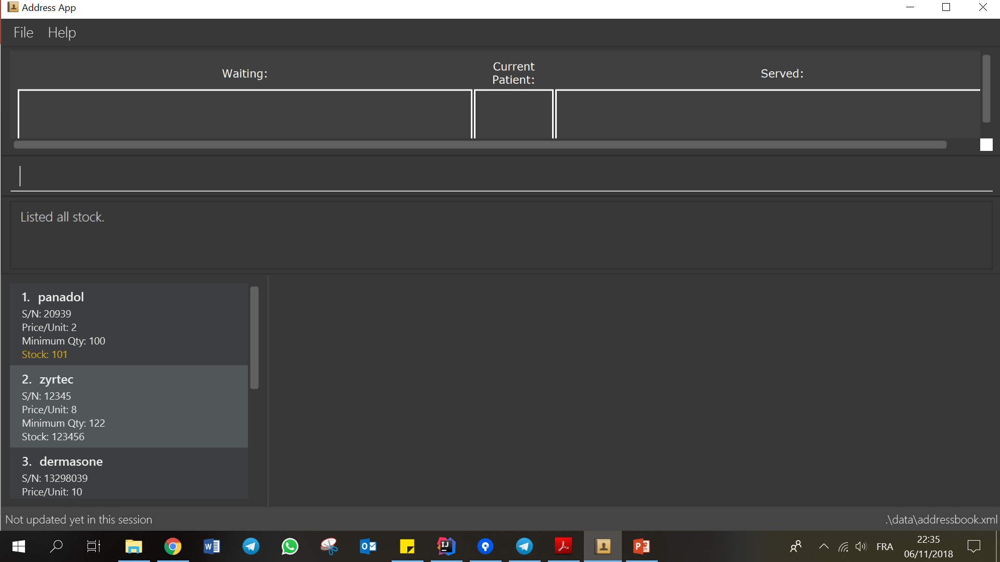 Address App
File Help
Waiting:
Current
Patient:
Served:
Listed all stock.
1. panadol
S/N: 20939
Price/Unit: 2
Minimum Qty: 100
Stock: 101
2. zyrtec
S/N: 12345
Price/Unit: 8
Minimum Qty: 122
Stock: 123456
3. dermasone
S/N: 13298039
Price/Unit: 10
Not updated yet in this session
.\data\addressbook.xml
FRA
22:35
06/11/2018